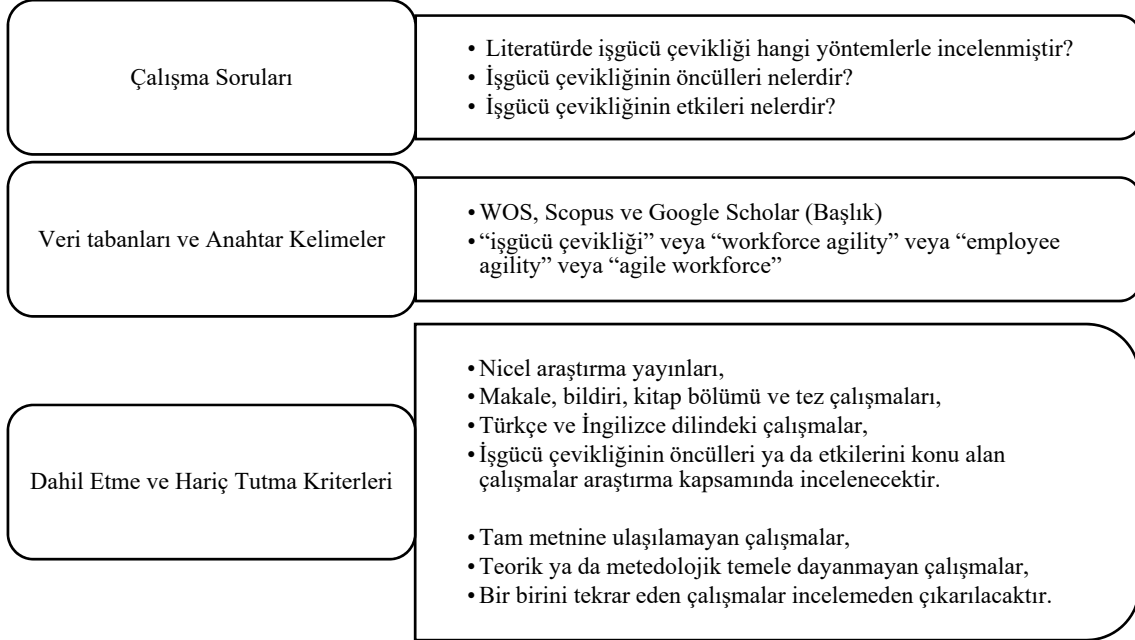 Çalışma Soruları
• Literatürde işgücü çevikliği hangi yöntemlerle incelenmiştir?
• İşgücü çevikliğinin öncülleri nelerdir?
• İşgücü çevikliğinin etkileri nelerdir?
Veri tabanları ve Anahtar Kelimeler
• WOS, Scopus ve Google Scholar (Başlık)
• “işgücü çevikliği” veya “workforce agility” veya “employee
agility” veya “agile workforce”
Dahil Etme ve Hariç Tutma Kriterleri
• Nicel araştırma yayınları,
• Makale, bildiri, kitap bölümü ve tez çalışmaları,
• Türkçe ve İngilizce dilindeki çalışmalar,
• İşgücü çevikliğinin öncülleri ya da etkilerini konu alan
çalışmalar araştırma kapsamında incelenecektir.
• Tam metnine ulaşılamayan çalışmalar,
• Teorik ya da metedolojik temele dayanmayan çalışmalar,
• Bir birini tekrar eden çalışmalar incelemeden çıkarılacaktır.